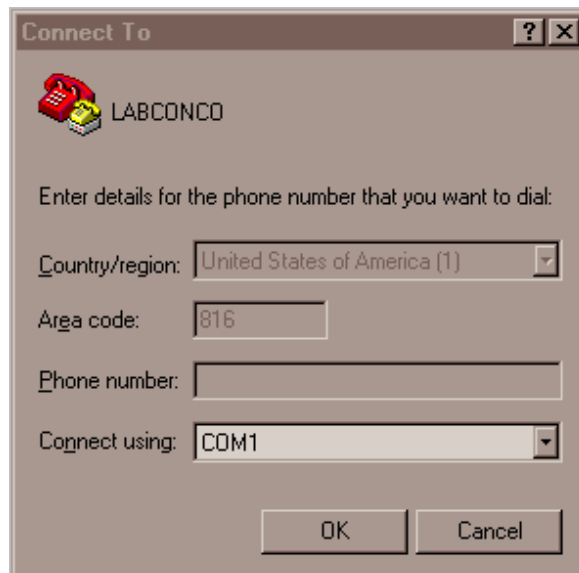 Connect To
LABCONCO
Enter details for the phone number that you want to dial:
Country/region: United States of America (1)
Area code: 816
Phone number:
Connect using: COM1
OK Cancel